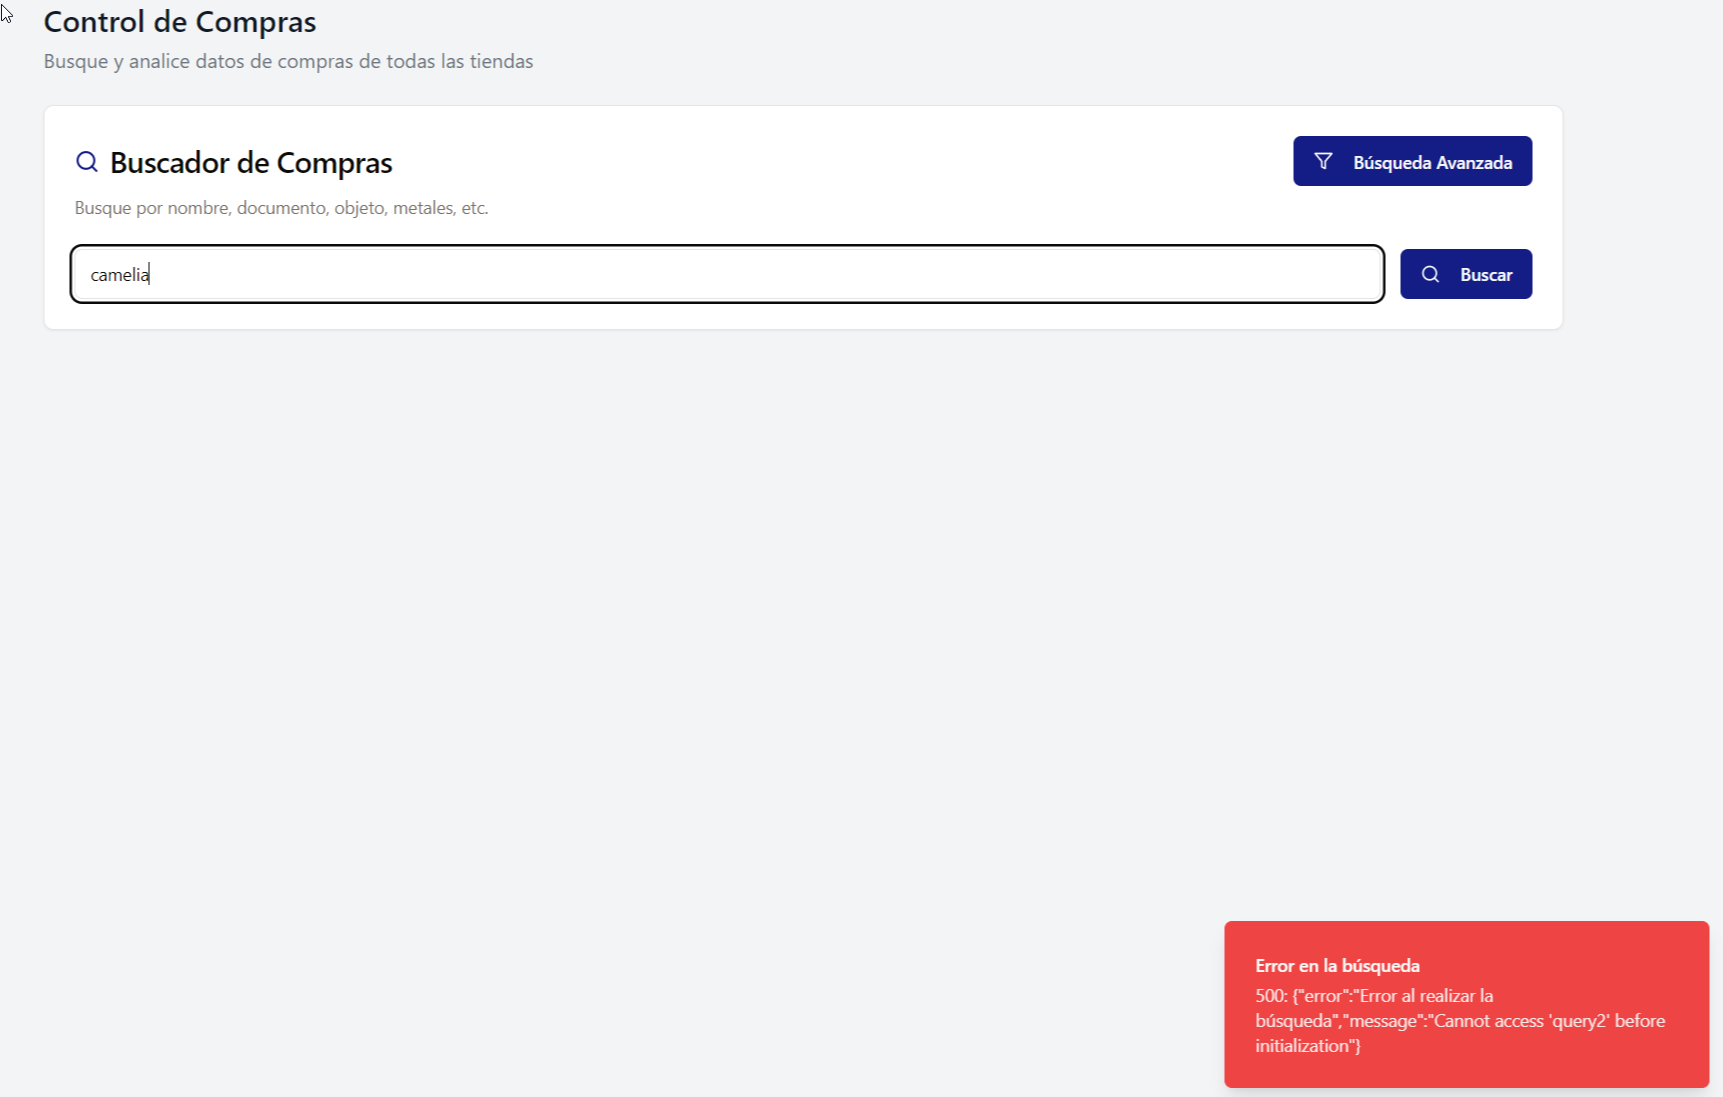 Control de Compras
Busque y analice datos de compras de todas las tiendas
Buscador de Compras
Búsqueda Avanzada
Busque por nombre, documento, objeto, metales, etc.
camelia
Buscar
Error en la búsqueda
500: {"error":"Error al realizar la
búsqueda","message":"Cannot access 'query2' before
initialization"}